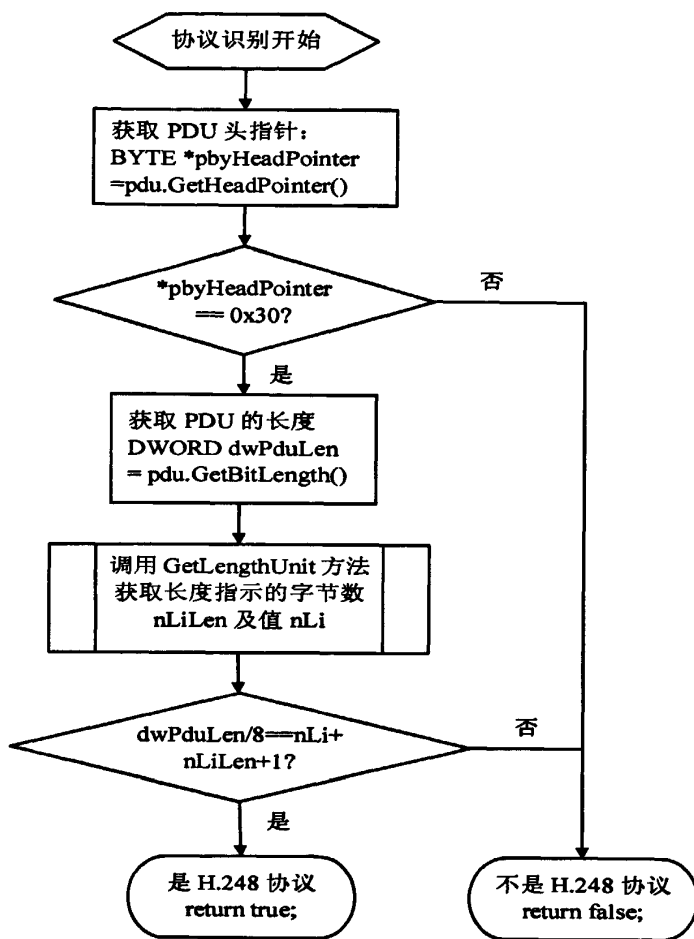 协议识别开始
获取 PDU 头指针：
BYTE *pbyHeadPointer
=pdu.GetHeadPointer()
*pbyHeadPointer
== 0x30?
否
是
获取 PDU 的长度
DWORD dwPduLen
= pdu.GetBitLength()
调用 GetLengthUnit 方法
获取长度指示的字节数
nLiLen 及值 nLi
dwPduLen/8==nLi+
nLiLen+1?
否
是
是 H.248 协议
return true;
不是 H.248 协议
return false;